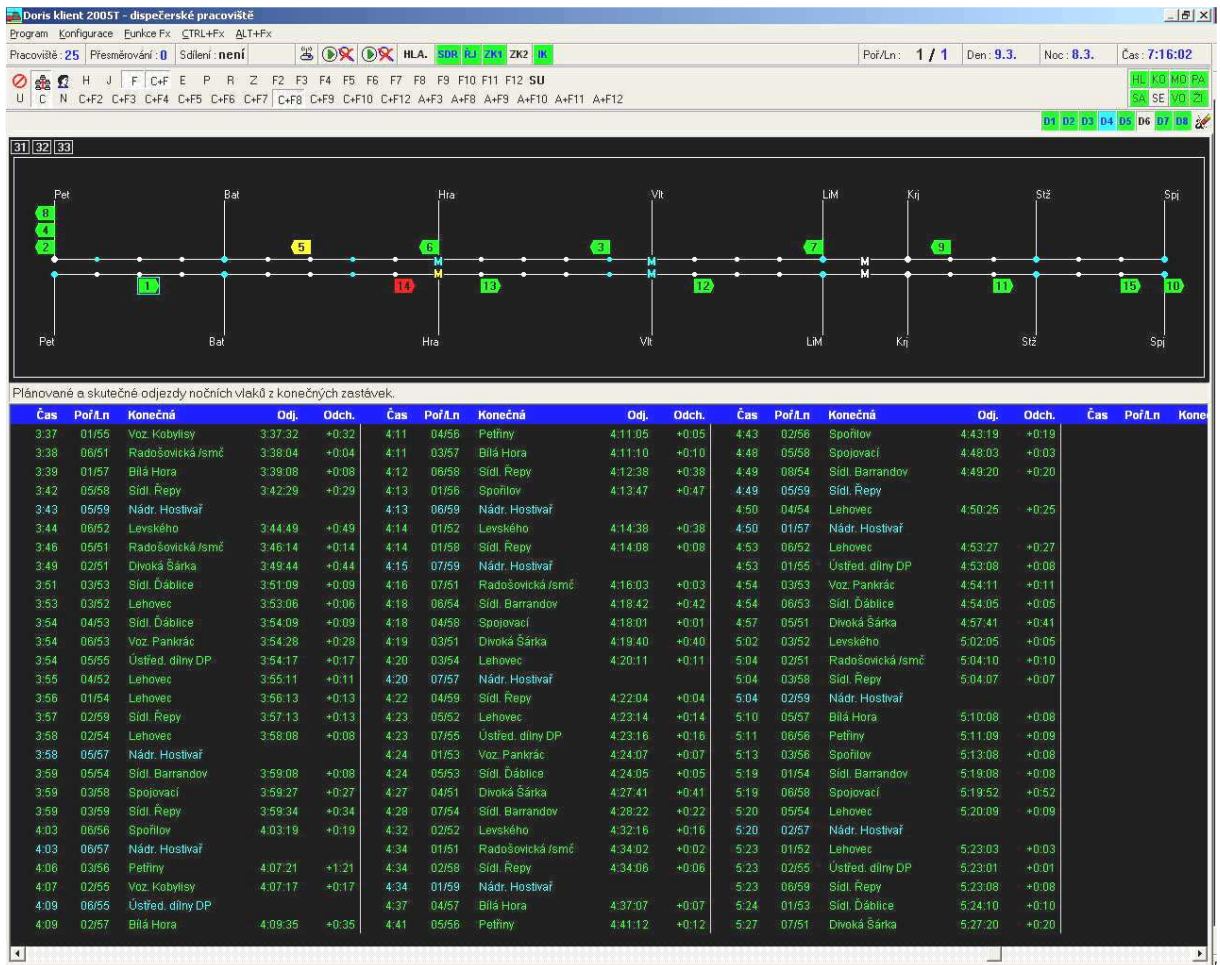 Doris klient 2005T - dispečerské pracoviště
Program Konfigurace Funkce Fx CTRL+Fx ALT+Fx
Pracoviště: 25 Přesměrování: 0 Sdílení: není HLA. SDR ŘJ ZK1 ZK2 IK Poř/Ln: 1 / 1 Den: 9.3. Noc: 8.3. Čas: 7:16:02
H J F C+F E P R Z F2 F3 F4 F5 F6 F7 F8 F9 F10 F11 F12 SU HL KO MO PA
U C N C+F2 C+F3 C+F4 C+F5 C+F6 C+F7 C+F8 C+F9 C+F10 C+F12 A+F3 A+F8 A+F9 A+F10 A+F11 A+F12 SA SE VO ŽI
D1 D2 D3 D4 D5 D6 D7 D8
31 32 33
Pet Bat Hra Vlt LiM Krj Stž Spj
8
4
2 5 6 3 7 9
M M M
M M M
1 14 13 12 11 15 10
Pet Bat Hra Vlt LiM Krj Stž Spj
Plánované a skutečné odjezdy nočních vlaků z konečných zastávek.
Čas Poř/Ln Konečná Odj. Odch. Čas Poř/Ln Konečná Odj. Odch. Čas Poř/Ln Konečná Odj. Odch. Čas Poř/Ln Koneč
3:37 01/55 Voz. Kobylisy 3:37:32 +0:32 4:11 04/56 Petřiny 4:11:05 +0:05 4:43 02/56 Spořilov 4:43:19 +0:19
3:38 06/51 Radošovická /smč 3:38:04 +0:04 4:11 03/57 Bílá Hora 4:11:10 +0:10 4:48 05/58 Spojovací 4:48:03 +0:03
3:39 01/57 Bílá Hora 3:39:08 +0:08 4:12 06/58 Sídl. Řepy 4:12:38 +0:38 4:49 08/54 Sídl. Barrandov 4:49:20 +0:20
3:42 05/58 Sídl. Řepy 3:42:29 +0:29 4:13 01/56 Spořilov 4:13:47 +0:47 4:49 05/59 Sídl. Řepy
3:43 05/59 Nádr. Hostivař 4:13 06/59 Nádr. Hostivař 4:50 04/54 Lehovec 4:50:25 +0:25
3:44 06/52 Levského 3:44:49 +0:49 4:14 01/52 Levského 4:14:38 +0:38 4:50 01/57 Nádr. Hostivař
3:46 05/51 Radošovická /smč 3:46:14 +0:14 4:14 01/58 Sídl. Řepy 4:14:08 +0:08 4:53 06/52 Lehovec 4:53:27 +0:27
3:49 02/51 Divoká Šárka 3:49:44 +0:44 4:15 07/59 Nádr. Hostivař 4:53 01/55 Ústřed. dílny DP 4:53:08 +0:08
3:51 03/53 Sídl. Ďáblice 3:51:09 +0:09 4:16 07/51 Radošovická /smč 4:16:03 +0:03 4:54 03/53 Voz. Pankrác 4:54:11 +0:11
3:53 03/52 Lehovec 3:53:06 +0:06 4:18 06/54 Sídl. Barrandov 4:18:42 +0:42 4:54 06/53 Sídl. Ďáblice 4:54:05 +0:05
3:54 04/53 Sídl. Ďáblice 3:54:09 +0:09 4:18 04/58 Spojovací 4:18:01 +0:01 4:57 05/51 Divoká Šárka 4:57:41 +0:41
3:54 06/53 Voz. Pankrác 3:54:28 +0:28 4:19 03/51 Divoká Šárka 4:19:40 +0:40 5:02 03/52 Levského 5:02:05 +0:05
3:54 05/55 Ústřed. dílny DP 3:54:17 +0:17 4:20 03/54 Lehovec 4:20:11 +0:11 5:04 02/51 Radošovická /smč 5:04:10 +0:10
3:55 04/52 Lehovec 3:55:11 +0:11 4:20 07/57 Nádr. Hostivař 5:04 03/58 Sídl. Řepy 5:04:07 +0:07
3:56 01/54 Lehovec 3:56:13 +0:13 4:22 04/59 Sídl. Řepy 4:22:04 +0:04 5:04 02/59 Nádr. Hostivař
3:57 02/59 Sídl. Řepy 3:57:13 +0:13 4:23 05/52 Lehovec 4:23:14 +0:14 5:10 05/57 Bílá Hora 5:10:08 +0:08
3:58 02/54 Lehovec 3:58:08 +0:08 4:23 07/55 Ústřed. dílny DP 4:23:16 +0:16 5:11 06/56 Petřiny 5:11:09 +0:09
3:58 05/57 Nádr. Hostivař 4:24 01/53 Voz. Pankrác 4:24:07 +0:07 5:13 03/56 Spořilov 5:13:08 +0:08
3:59 05/54 Sídl. Barrandov 3:59:08 +0:08 4:24 05/53 Sídl. Ďáblice 4:24:05 +0:05 5:19 01/54 Sídl. Barrandov 5:19:08 +0:08
3:59 03/58 Spojovací 3:59:27 +0:27 4:27 04/51 Divoká Šárka 4:27:41 +0:41 5:19 06/58 Spojovací 5:19:52 +0:52
3:59 03/59 Sídl. Řepy 3:59:34 +0:34 4:28 07/54 Sídl. Barrandov 4:28:22 +0:22 5:20 05/54 Lehovec 5:20:09 +0:09
4:03 06/56 Spořilov 4:03:19 +0:19 4:32 02/52 Levského 4:32:16 +0:16 5:20 02/57 Nádr. Hostivař
4:03 06/57 Nádr. Hostivař 4:34 01/51 Radošovická /smč 4:34:02 +0:02 5:23 01/52 Lehovec 5:23:03 +0:03
4:06 03/56 Petřiny 4:07:21 +1:21 4:34 02/58 Sídl. Řepy 4:34:06 +0:06 5:23 02/55 Ústřed. dílny DP 5:23:01 +0:01
4:07 02/55 Voz. Kobylisy 4:07:17 +0:17 4:34 01/59 Nádr. Hostivař 5:23 06/59 Sídl. Řepy 5:23:08 +0:08
4:09 06/55 Ústřed. dílny DP 4:37 04/57 Bílá Hora 4:37:07 +0:07 5:24 01/53 Sídl. Ďáblice 5:24:10 +0:10
4:09 02/57 Bílá Hora 4:09:35 +0:35 4:41 05/56 Petřiny 4:41:12 +0:12 5:27 07/51 Divoká Šárka 5:27:20 +0:20